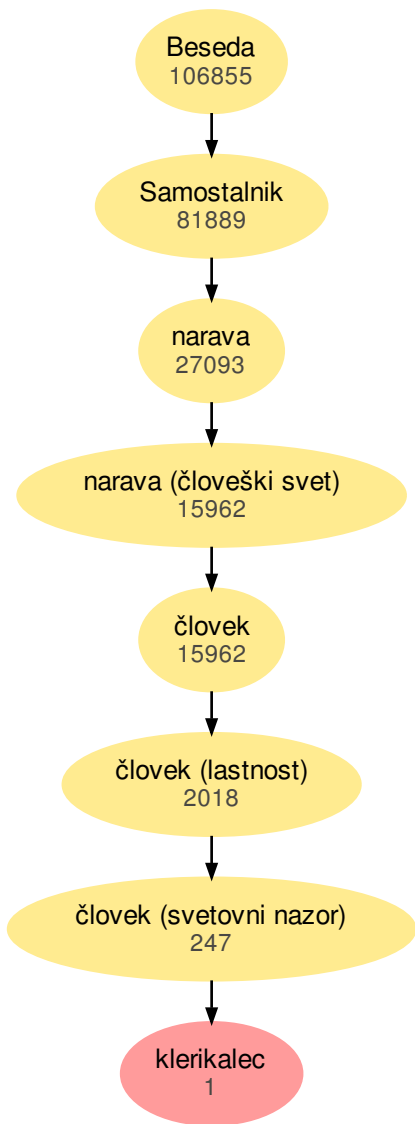 Beseda
106855
Samostalnik
81889
narava
27093
narava (človeški svet)
15962
človek
15962
človek (lastnost)
2018
človek (svetovni nazor)
247
klerikalec
1